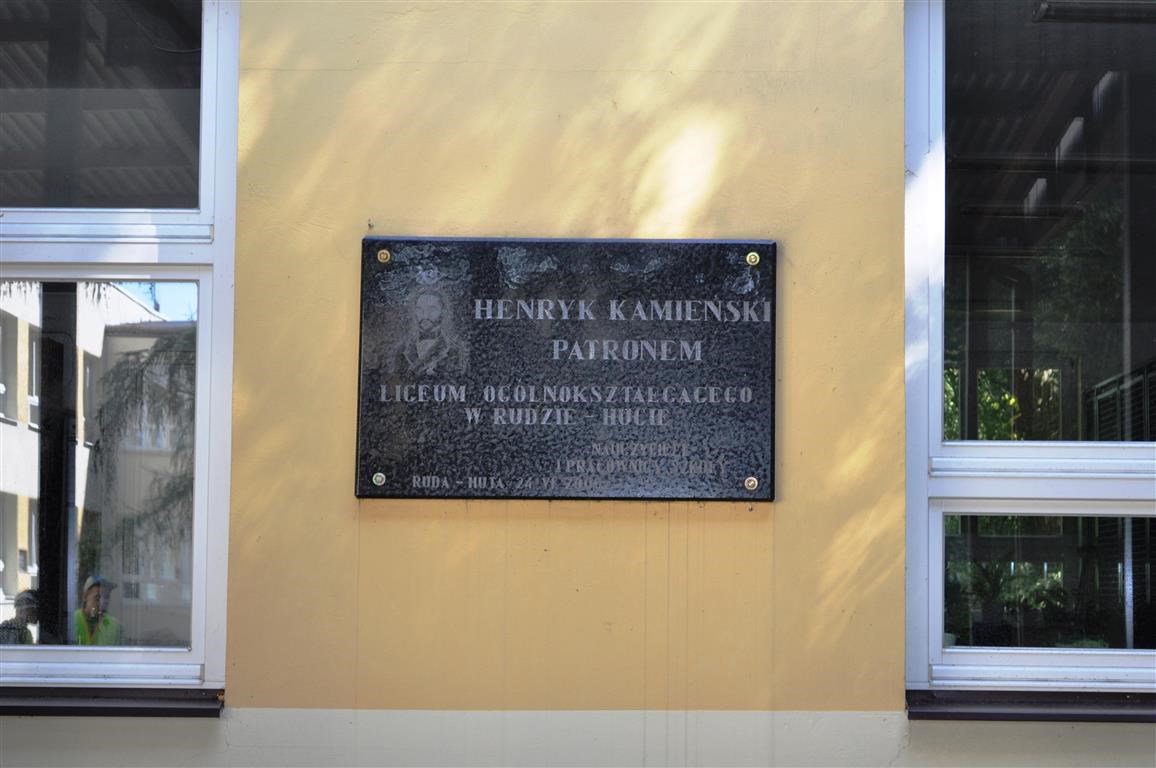 HENRYK KAMIEŃSKI
PATRONEM
LICEUM OGÓLNOKSZTAŁCĄCEGO
W RUDZIE - HUCIE
NAUCZYCIELE
I PRACOWNICY SZKOŁY
RUDA - HUTA, 24 VI